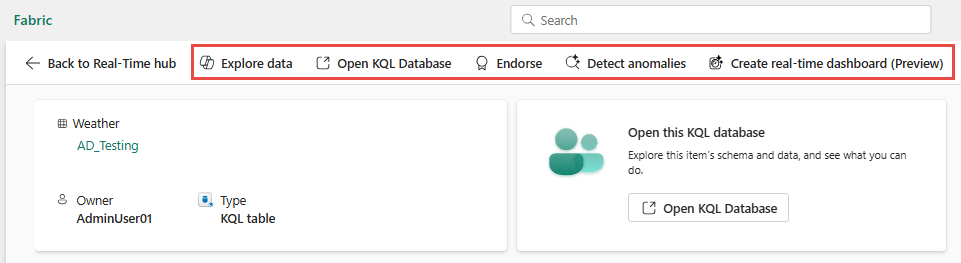 Fabric
Search
Back to Real-Time hub
Explore data
Open KQL Database
Endorse
Detect anomalies
Create real-time dashboard (Preview)
Weather
AD_Testing
Owner
AdminUser01
Type
KQL table
Open this KQL database
Explore this item's schema and data, and see what you can
do.
Open KQL Database